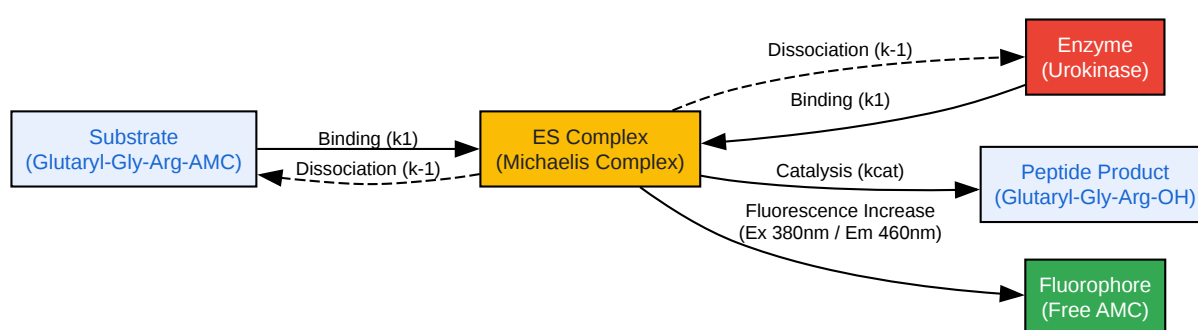 Enzyme
(Urokinase)
Dissociation (k-1)
Binding (k1)
Substrate
(Glutaryl-Gly-Arg-AMC)
Binding (k1)
Dissociation (k-1)
ES Complex
(Michaelis Complex)
Catalysis (kcat)
Peptide Product
(Glutaryl-Gly-Arg-OH)
Fluorescence Increase
(Ex 380nm / Em 460nm)
Fluorophore
(Free AMC)